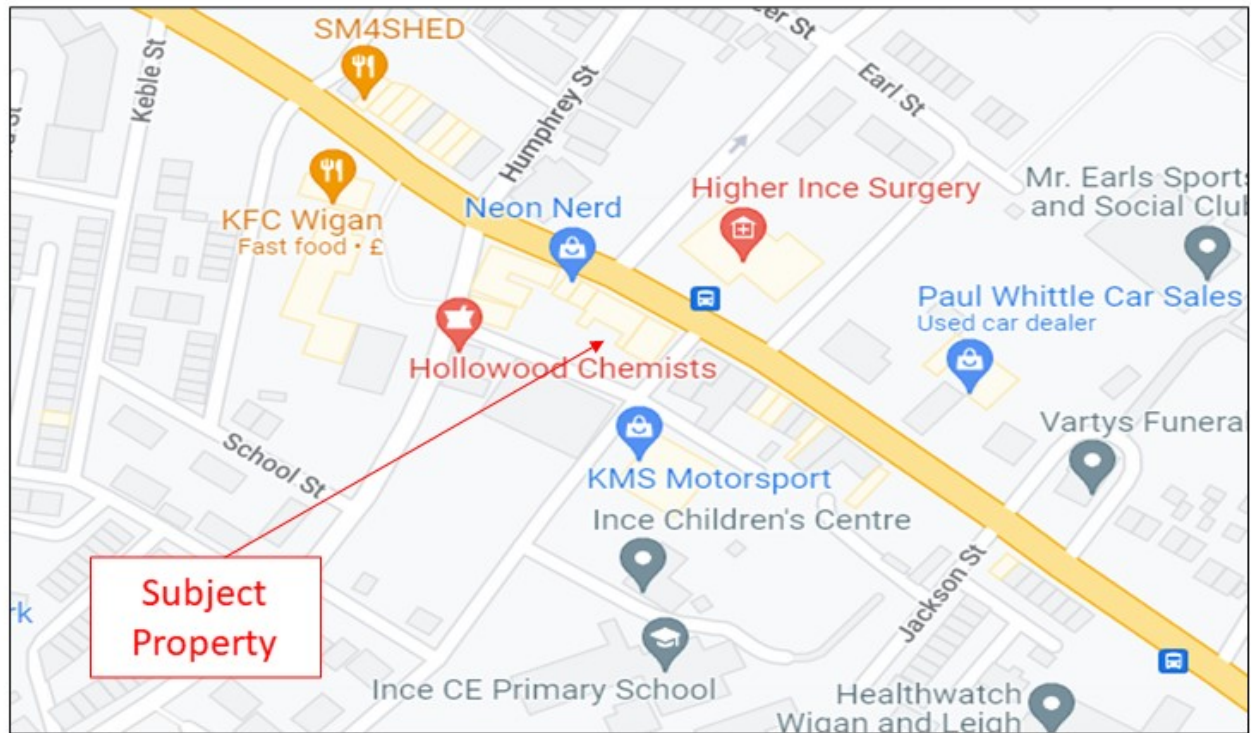 SM4SHED
Keble St
Humphrey St
Earl St
KFC Wigan
Fast food • £
Neon Nerd
Higher Ince Surgery
Mr. Earls Sports
and Social Club
Hollowood Chemists
Paul Whittle Car Sales
Used car dealer
School St
KMS Motorsport
Vartys Funera
Ince Children's Centre
Subject
Property
Jackson St
rk
Ince CE Primary School
Healthwatch
Wigan and Leigh